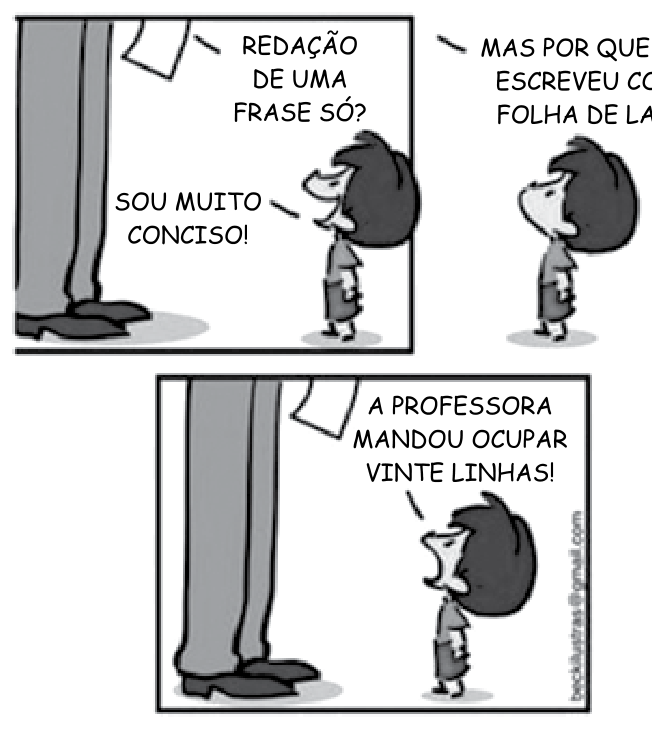 REDAÇÃO
DE UMA
FRASE SÓ?
SOU MUITO
CONCISO!
MAS POR QUE
ESCREVEU
FOLHA DE
A PROFESSORA
MANDOU OCUPAR
VINTE LINHAS!
beckilustras@gmail.com